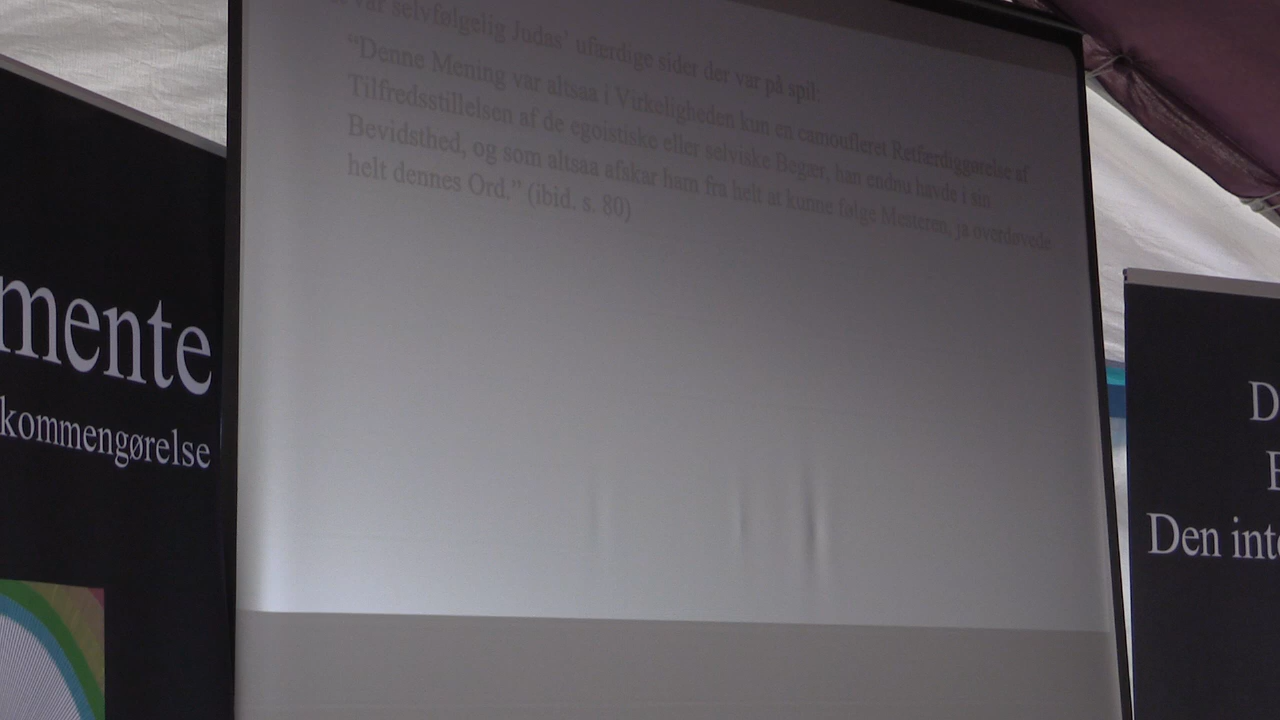 var selvfølgelig Judas’ ufærdige sider der var på spil:
“Denne Mening var altsaa i Virkeligheden kun en camoufleret Retfærdiggørelse af
Tilfredsstillelsen af de egoistiske eller selviske Begær, han endnu havde i sin
Bevidsthed, og som altsaa afskar ham fra helt at kunne følge Mesteren, ja overdøvede
helt dennes Ord.” (ibid. s. 80)
mente
kommengørelse
D
E
Den inte